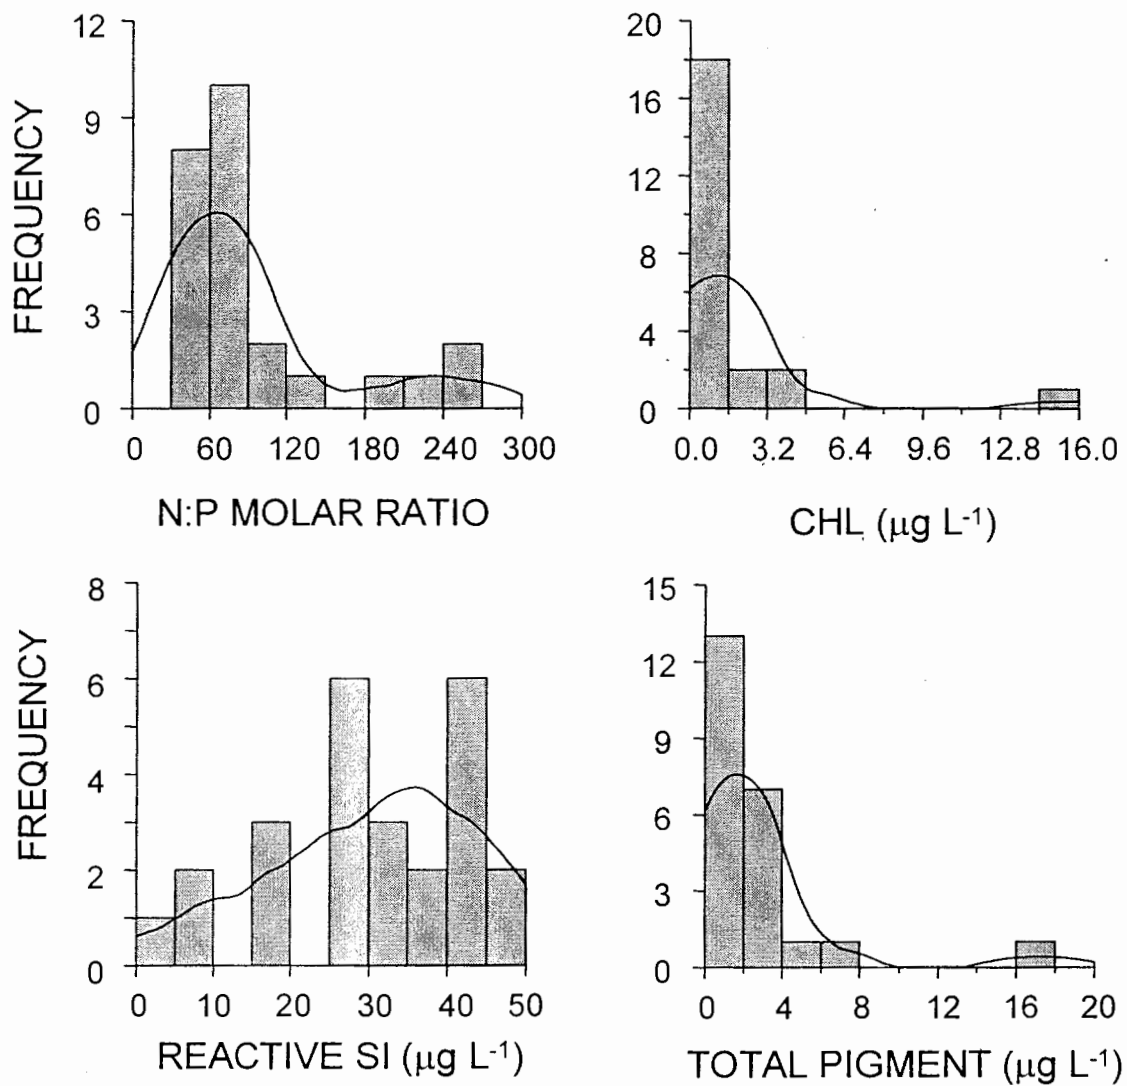 12
9
6
3
0
FREQUENCY
0 60 120 180 240 300
N:P MOLAR RATIO
20
16
12
8
4
0
0.0 3.2 6.4 9.6 12.8 16.0
CHL (µg L-1)
8
6
4
2
0
FREQUENCY
0 10 20 30 40 50
REACTIVE SI (µg L-1)
15
12
9
6
3
0
0 4 8 12 16 20
TOTAL PIGMENT (µg L-1)